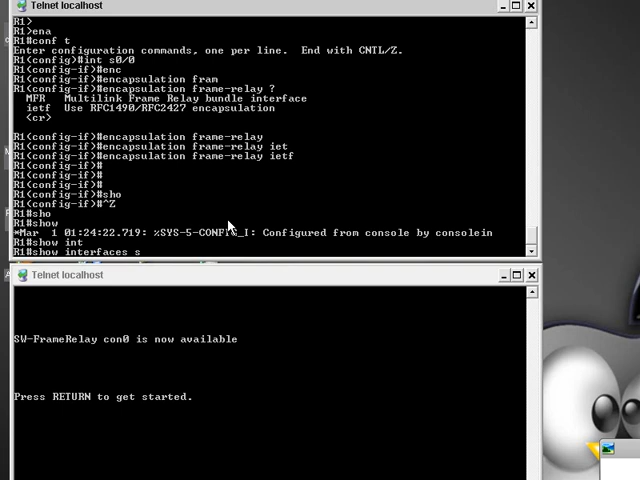 Telnet localhost
R1>
R1>ena
R1#conf t
Enter configuration commands, one per line.  End with CNTL/Z.
R1(config)#int s0/0
R1(config-if)#enc
R1(config-if)#encapsulation fram
R1(config-if)#encapsulation frame-relay ?
  MFR   Multilink Frame Relay bundle interface
  ietf  Use RFC1490/RFC2427 encapsulation
  <cr>
R1(config-if)#encapsulation frame-relay
R1(config-if)#encapsulation frame-relay iet
R1(config-if)#encapsulation frame-relay ietf
R1(config-if)#
R1(config-if)#
R1(config-if)#
R1(config-if)#sho
R1(config-if)#^Z
R1#sho
R1#show
*Mar  1 01:24:22.719: %SYS-5-CONFIG_I: Configured from console by consolein
R1#show int
R1#show interfaces s
Telnet localhost
SW-FrameRelay con0 is now available
Press RETURN to get started.